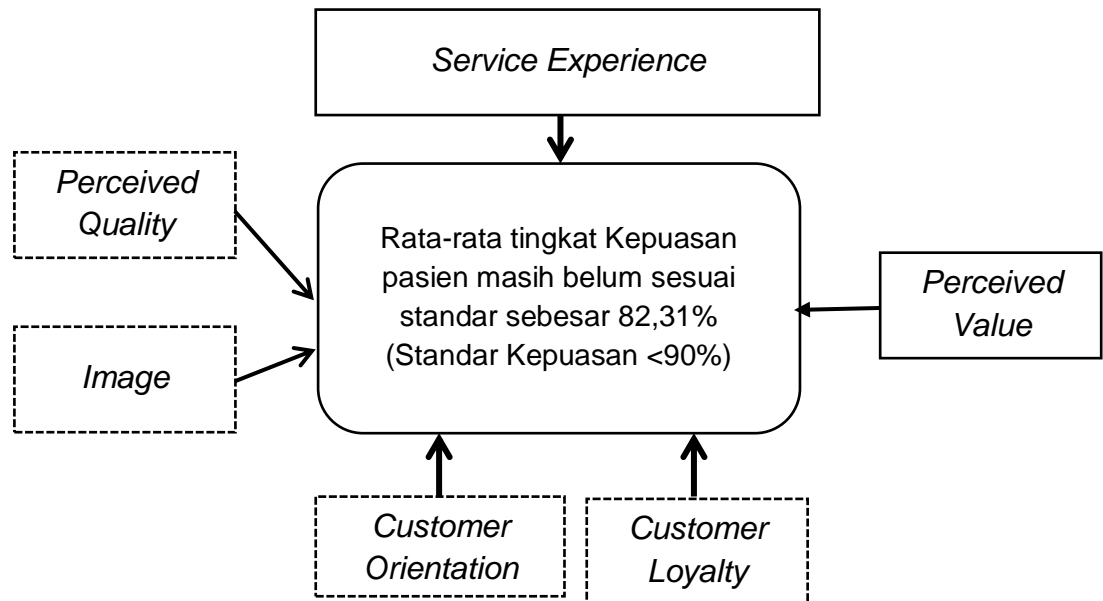 Service Experience
Perceived
Quality
Rata-rata tingkat Kepuasan
pasien masih belum sesuai
standar sebesar 82,31%
(Standar Kepuasan <90%)
Perceived
Value
Image
Customer
Orientation
Customer
Loyalty